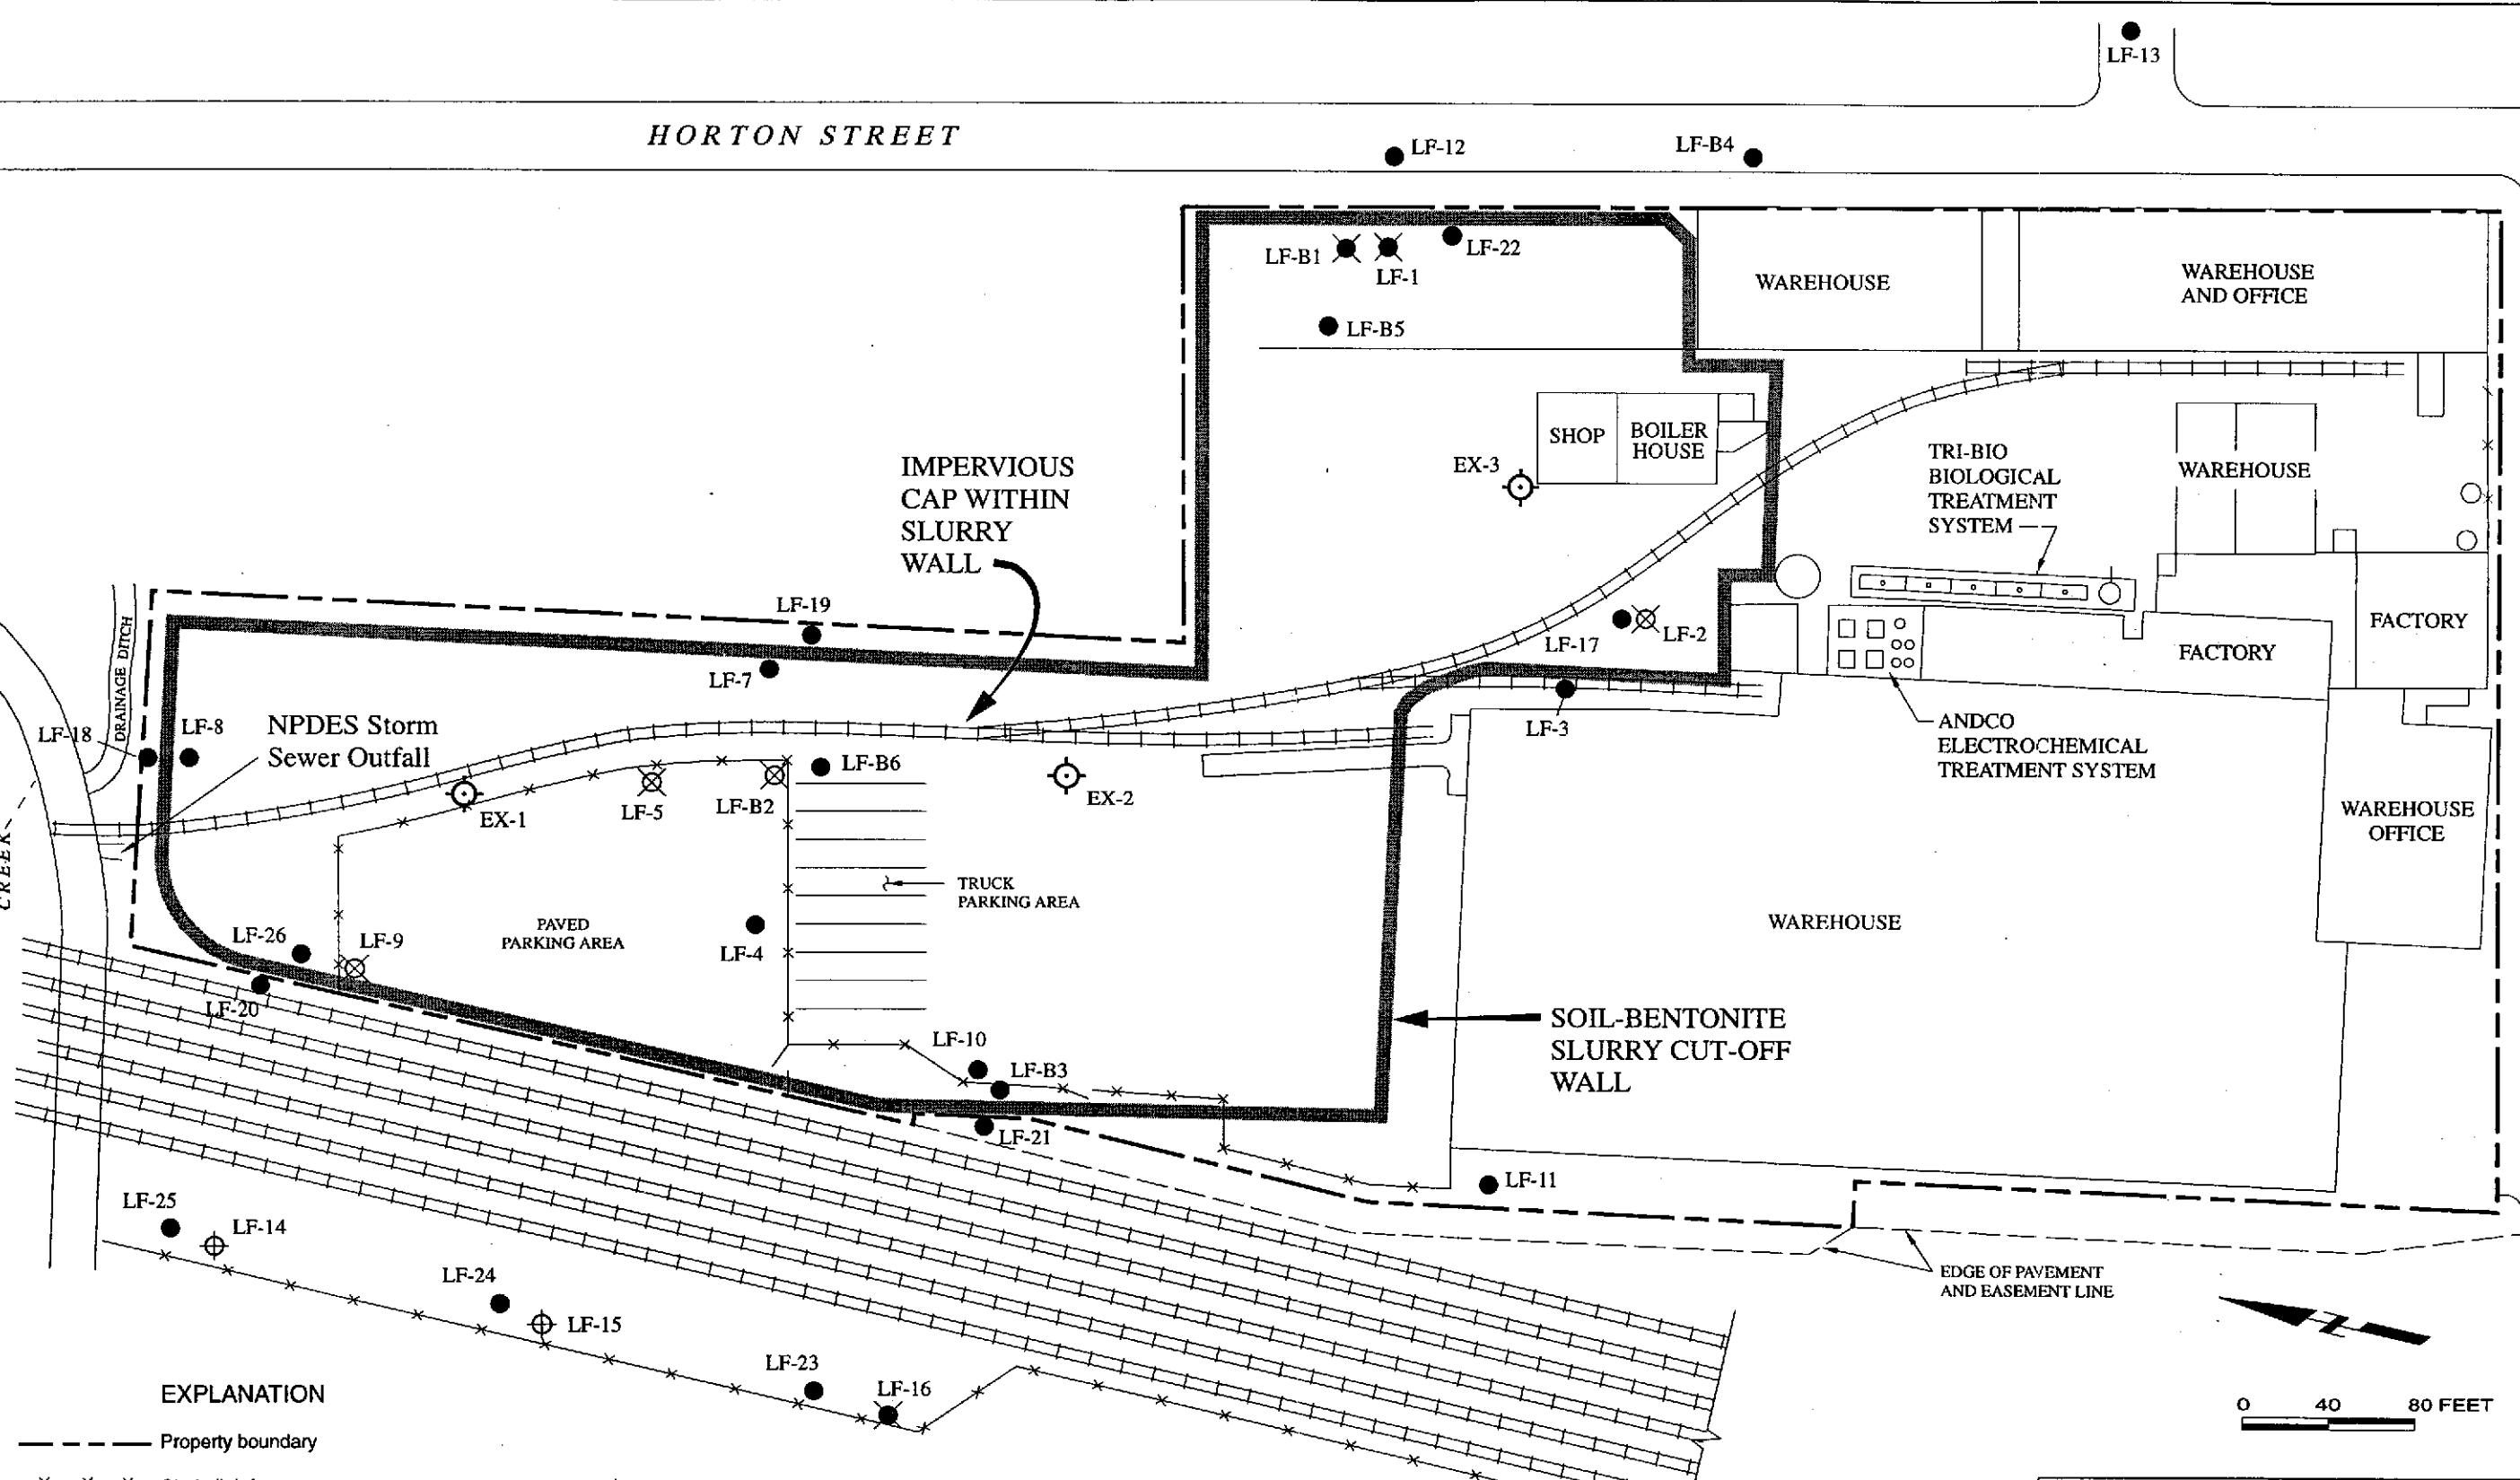 LF-13
HORTON STREET
LF-12
LF-B4
LF-B1
LF-1
LF-22
LF-B5
WAREHOUSE
WAREHOUSE
AND OFFICE
SHOP
BOILER
HOUSE
EX-3
TRI-BIO
BIOLOGICAL
TREATMENT
SYSTEM
WAREHOUSE
IMPERVIOUS
CAP WITHIN
SLURRY
WALL
LF-19
LF-7
LF-17
LF-2
LF-3
FACTORY
FACTORY
ANDCO
ELECTROCHEMICAL
TREATMENT SYSTEM
WAREHOUSE
OFFICE
DRAINAGE DITCH
LF-18
LF-8
NPDES Storm
Sewer Outfall
CREEK
EX-1
LF-5
LF-B2
LF-B6
EX-2
TRUCK
PARKING AREA
PAVED
PARKING AREA
LF-4
LF-26
LF-9
LF-20
WAREHOUSE
SOIL-BENTONITE
SLURRY CUT-OFF
WALL
LF-10
LF-B3
LF-21
LF-11
EDGE OF PAVEMENT
AND EASEMENT LINE
LF-25
LF-14
LF-24
LF-15
LF-23
LF-16
Z
0 40 80 FEET
EXPLANATION
Property boundary